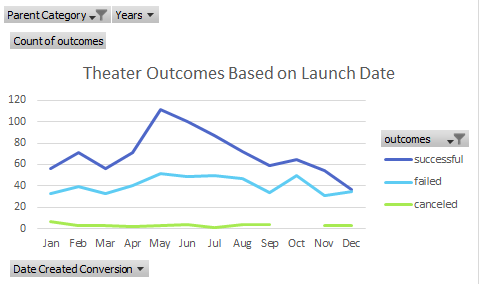 Parent Category Years
Count of outcomes
Theater Outcomes Based on Launch Date
120
100
80
60
40
20
0
Jan Feb Mar Apr May Jun Jul Aug Sep Oct Nov Dec
outcomes
successful
failed
canceled
Date Created Conversion